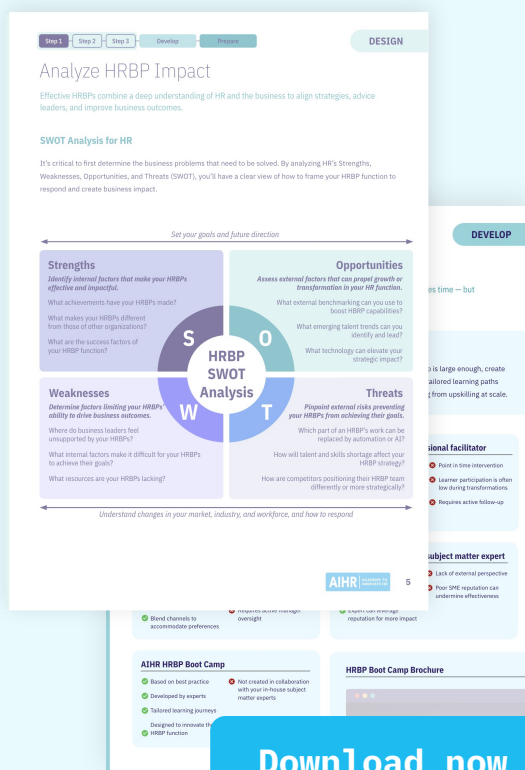 Step 1
Step 2
Step 3
Develop
Prepare
DESIGN
Analyze HRBP Impact
Effective HRBPs combine a deep understanding of HR and the business to align strategies, advice
leaders, and improve business outcomes.
SWOT Analysis for HR
It's critical to first determine the business problems that need to be solved. By analyzing HR's Strengths,
Weaknesses, Opportunities, and Threats (SWOT), you'll have a clear view of how to frame your HRBP function to
respond and create business impact.
Set your goals and future direction
Strengths
Identify internal factors that make your HRBPs
effective and impactful.
What achievements have your HRBPs made?
What makes your HRBPs different
from those of other organizations?
What are the success factors of
your HRBP function?
Opportunities
Assess external factors that can propel growth or
transformation in your HR function.
What external benchmarking can you use to
boost HBRP capabilities?
What emerging talent trends can you
identify and lead?
What technology can elevate your
strategic impact?
S
O
HRBP
SWOT
Analysis
W
T
Weaknesses
Determine factors limiting your HRBPs'
ability to drive business outcomes.
Where do business leaders feel
unsupported by your HRBPs?
What internal factors make it difficult for your HRBPs
to achieve their goals?
What resources are your HRBPs lacking?
Threats
Pinpoint external risks preventing
your HRBPs from achieving their goals.
Which part of an HRBP's work can be
replaced by automation or AI?
How will talent and skills shortage affect your
HRBP strategy?
How are competitors positioning their HRBP team
differently or more strategically?
Understand changes in your market, industry, and workforce, and how to respond
AIHR ACADEMY TO INNOVATE HR
5
DEVELOP
es time — but
is large enough, create
ailored learning paths
from upskilling at scale.
sional facilitator
Point in time intervention
Learner participation is often
low during transformations
Requires active follow-up
subject matter expert
Lack of external perspective
Poor SME reputation can
undermine effectiveness
Blend channels to
accommodate preferences
Requires active manager
oversight
Expert can leverage
reputation for more impact
AIHR HRBP Boot Camp
Based on best practice
Developed by experts
Tailored learning journeys
Designed to innovate the
HRBP function
Not created in collaboration
with your in-house subject
matter experts
HRBP Boot Camp Brochure
Download now